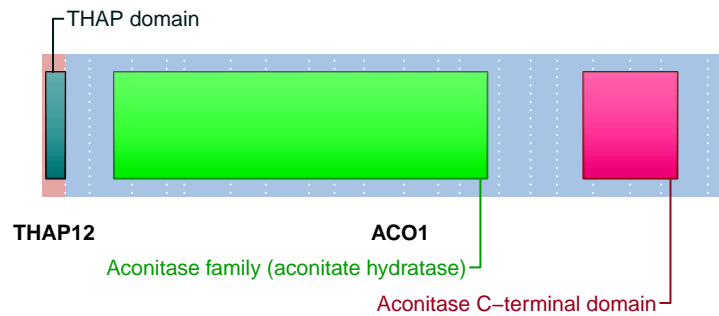 THAP domain
THAP12 ACO1
Aconitase family (aconitate hydratase)
Aconitase C−terminal domain